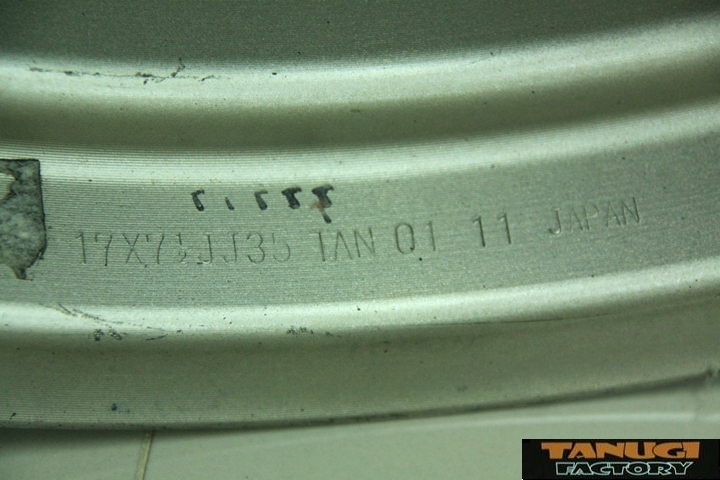 17X7½JJ35 TAN 01 11 JAPAN
TANUGI
FACTORY